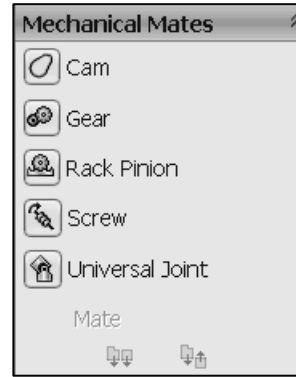 Mechanical Mates
Cam
Gear
Rack Pinion
Screw
Universal Joint
Mate